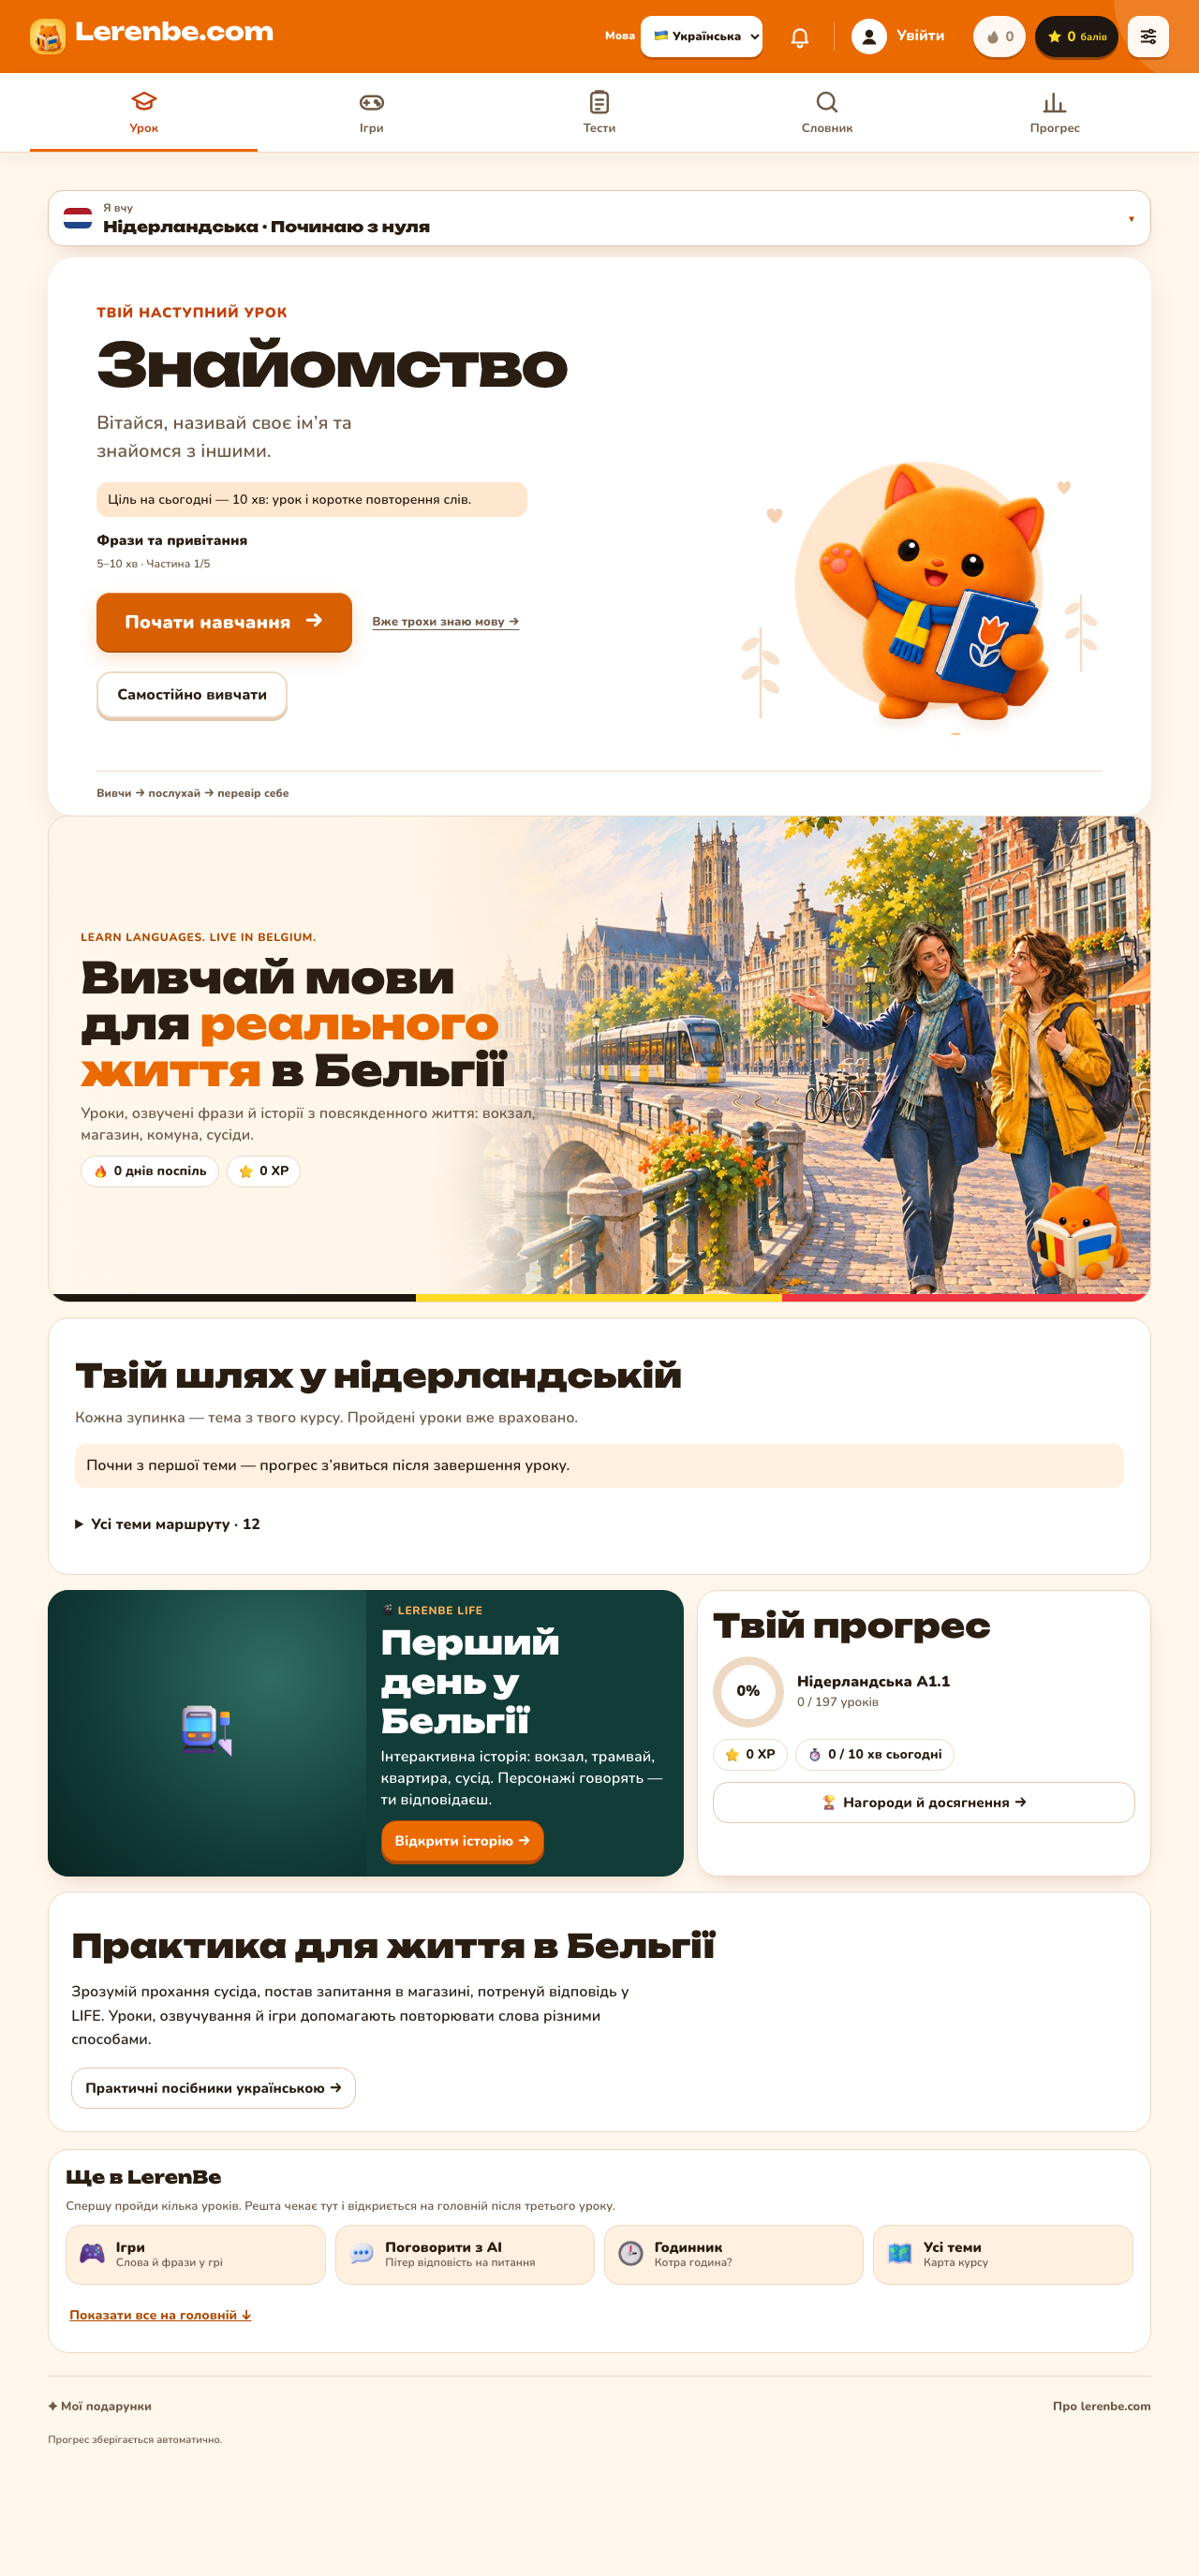 Lerenbe.com
Мова
Українська
Увійти
0
0 балів
Урок
Ігри
Тести
Словник
Прогрес
Я вчу
Нідерландська · Починаю з нуля
ТВІЙ НАСТУПНИЙ УРОК
Знайомство
Вітайся, називай своє ім’я та
знайомся з іншими.
Ціль на сьогодні — 10 хв: урок і коротке повторення слів.
Фрази та привітання
5–10 хв · Частина 1/5
Почати навчання →
Вже трохи знаю мову →
Самостійно вивчати
Вивчи → послухай → перевір себе
LEARN LANGUAGES. LIVE IN BELGIUM.
Вивчай мови
для реального
життя в Бельгії
Уроки, озвучені фрази й історії з повсякденного життя: вокзал,
магазин, комуна, сусіди.
0 днів поспіль
0 XP
Твій шлях у нідерландській
Кожна зупинка — тема з твого курсу. Пройдені уроки вже враховано.
Почни з першої теми — прогрес з’явиться після завершення уроку.
Усі теми маршруту · 12
LERENBE LIFE
Перший
день у
Бельгії
Інтерактивна історія: вокзал, трамвай,
квартира, сусід. Персонажі говорять —
ти відповідаєш.
Відкрити історію →
Твій прогрес
0%
Нідерландська A1.1
0 / 197 уроків
0 XP
0 / 10 хв сьогодні
Нагороди й досягнення →
Практика для життя в Бельгії
Зрозумій прохання сусіда, постав запитання в магазині, потренуй відповідь у
LIFE. Уроки, озвучування й ігри допомагають повторювати слова різними
способами.
Практичні посібники українською →
Ще в LerenBe
Спершу пройди кілька уроків. Решта чекає тут і відкриється на головній після третього уроку.
Ігри
Слова й фрази у грі
Поговорити з AI
Пітер відповість на питання
Годинник
Котра година?
Усі теми
Карта курсу
Показати все на головній ↓
✦ Мої подарунки
Про lerenbe.com
Прогрес зберігається автоматично.